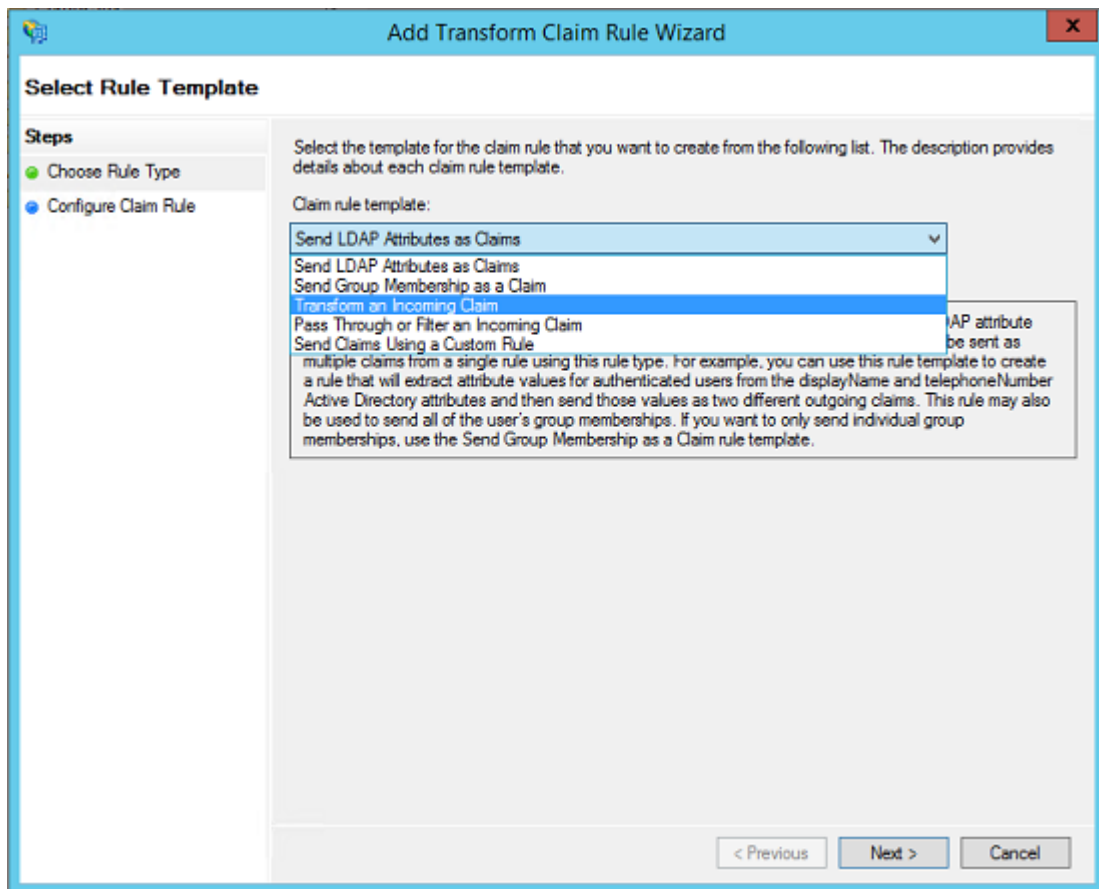 Add Transform Claim Rule Wizard
x
Select Rule Template
Steps
Choose Rule Type
Configure Claim Rule
Select the template for the claim rule that you want to create from the following list. The description provides
details about each claim rule template.
Claim rule template:
Send LDAP Attributes as Claims
Send LDAP Attributes as Claims
Send Group Membership as a Claim
Transform an Incoming Claim
Pass Through or Filter an Incoming Claim
Send Claims Using a Custom Rule
AP attribute
be sent as
multiple claims from a single rule using this rule type. For example, you can use this rule template to create
a rule that will extract attribute values for authenticated users from the displayName and telephoneNumber
Active Directory attributes and then send those values as two different outgoing claims. This rule may also
be used to send all of the user's group memberships. If you want to only send individual group
memberships, use the Send Group Membership as a Claim rule template.
< Previous
Next >
Cancel